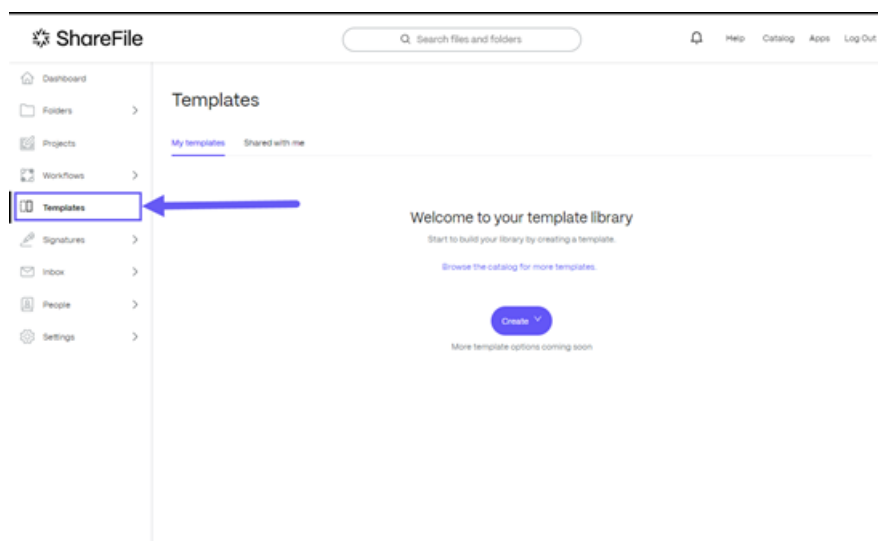 ShareFile
Search files and folders
Help Catalog Apps Log Out
Dashboard
Folders
Projects
Workflows
Templates
Signatures
Inbox
People
Settings
Templates
My templates Shared with me
Welcome to your template library
Start to build your library by creating a template.
Browse the catalog for more templates.
Create
More template options coming soon